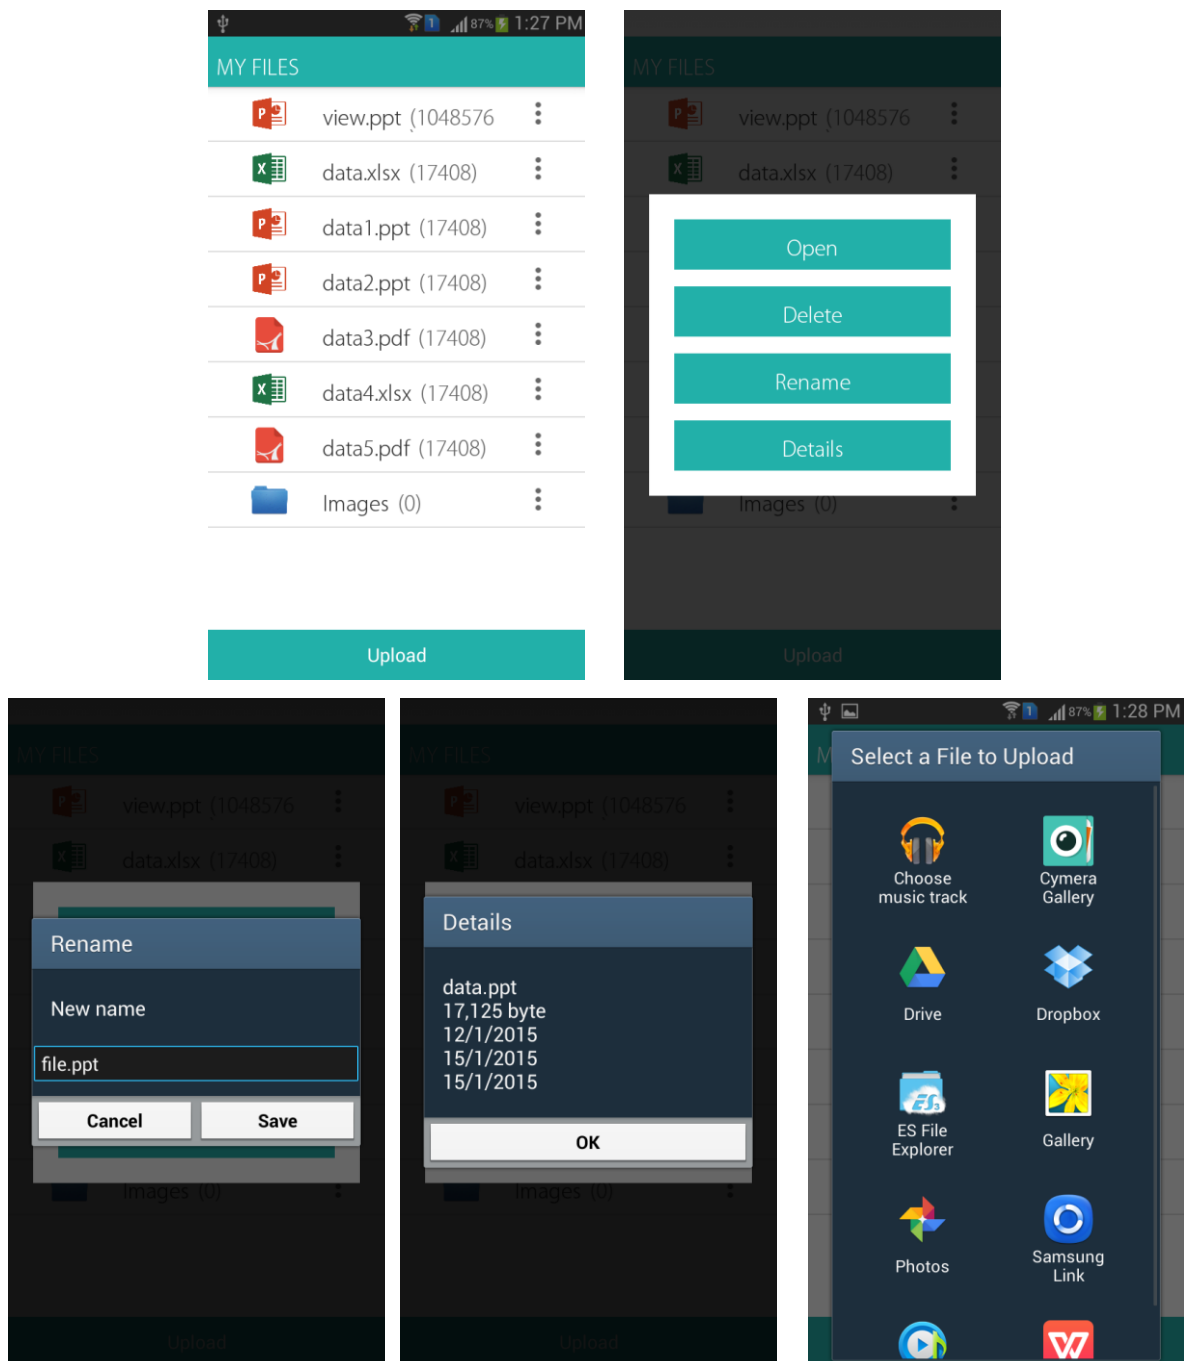 1 87% 1:27 PM
MY FILES
view.ppt (1048576
data.xlsx (17408)
data1.ppt (17408)
data2.ppt (17408)
data3.pdf (17408)
data4.xlsx (17408)
data5.pdf (17408)
Images (0)
Upload
MY FILES
view.ppt (1048576
data.xlsx (17408)
Open
Delete
Rename
Details
Images (0)
Upload
MY FILES
view.ppt (1048576
data.xlsx (17408)
Rename
New name
file.ppt
Cancel Save
Images (0)
Upload
MY FILES
view.ppt (1048576
data.xlsx (17408)
Details
data.ppt
17,125 byte
12/1/2015
15/1/2015
15/1/2015
OK
Images (0)
Upload
1 87% 1:28 PM
M
Select a File to Upload
Choose
music track
Cymera
Gallery
Drive
Dropbox
ES File
Explorer
Gallery
Photos
Samsung
Link